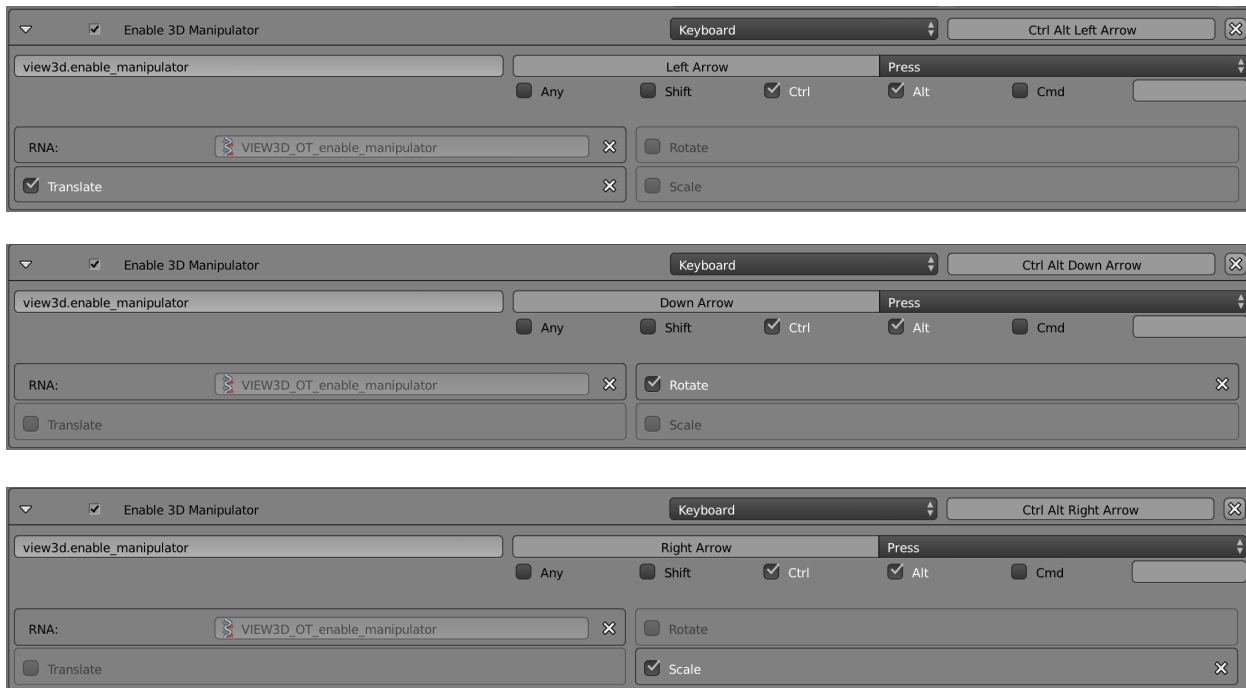 Enable 3D Manipulator Keyboard Ctrl Alt Left Arrow
view3d.enable_manipulator Left Arrow Press
Any Shift Ctrl Alt Cmd
RNA: VIEW3D_OT_enable_manipulator Rotate
Translate Scale
Enable 3D Manipulator Keyboard Ctrl Alt Down Arrow
view3d.enable_manipulator Down Arrow Press
Any Shift Ctrl Alt Cmd
RNA: VIEW3D_OT_enable_manipulator Rotate
Translate Scale
Enable 3D Manipulator Keyboard Ctrl Alt Right Arrow
view3d.enable_manipulator Right Arrow Press
Any Shift Ctrl Alt Cmd
RNA: VIEW3D_OT_enable_manipulator Rotate
Translate Scale